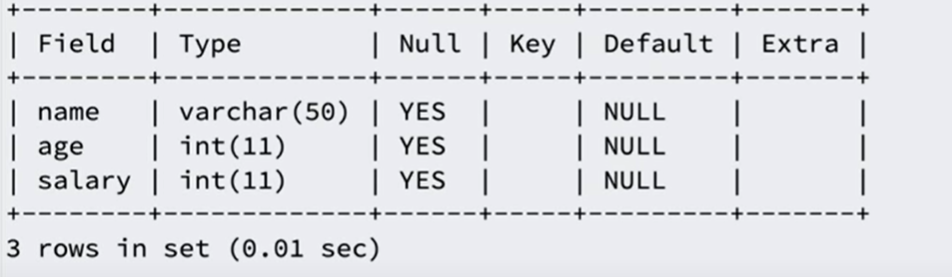 +--------+-------------+------+-----+---------+-------+
| Field  | Type        | Null | Key | Default | Extra |
+--------+-------------+------+-----+---------+-------+
| name   | varchar(50) | YES  |     | NULL    |       |
| age    | int(11)     | YES  |     | NULL    |       |
| salary | int(11)     | YES  |     | NULL    |       |
+--------+-------------+------+-----+---------+-------+
3 rows in set (0.01 sec)